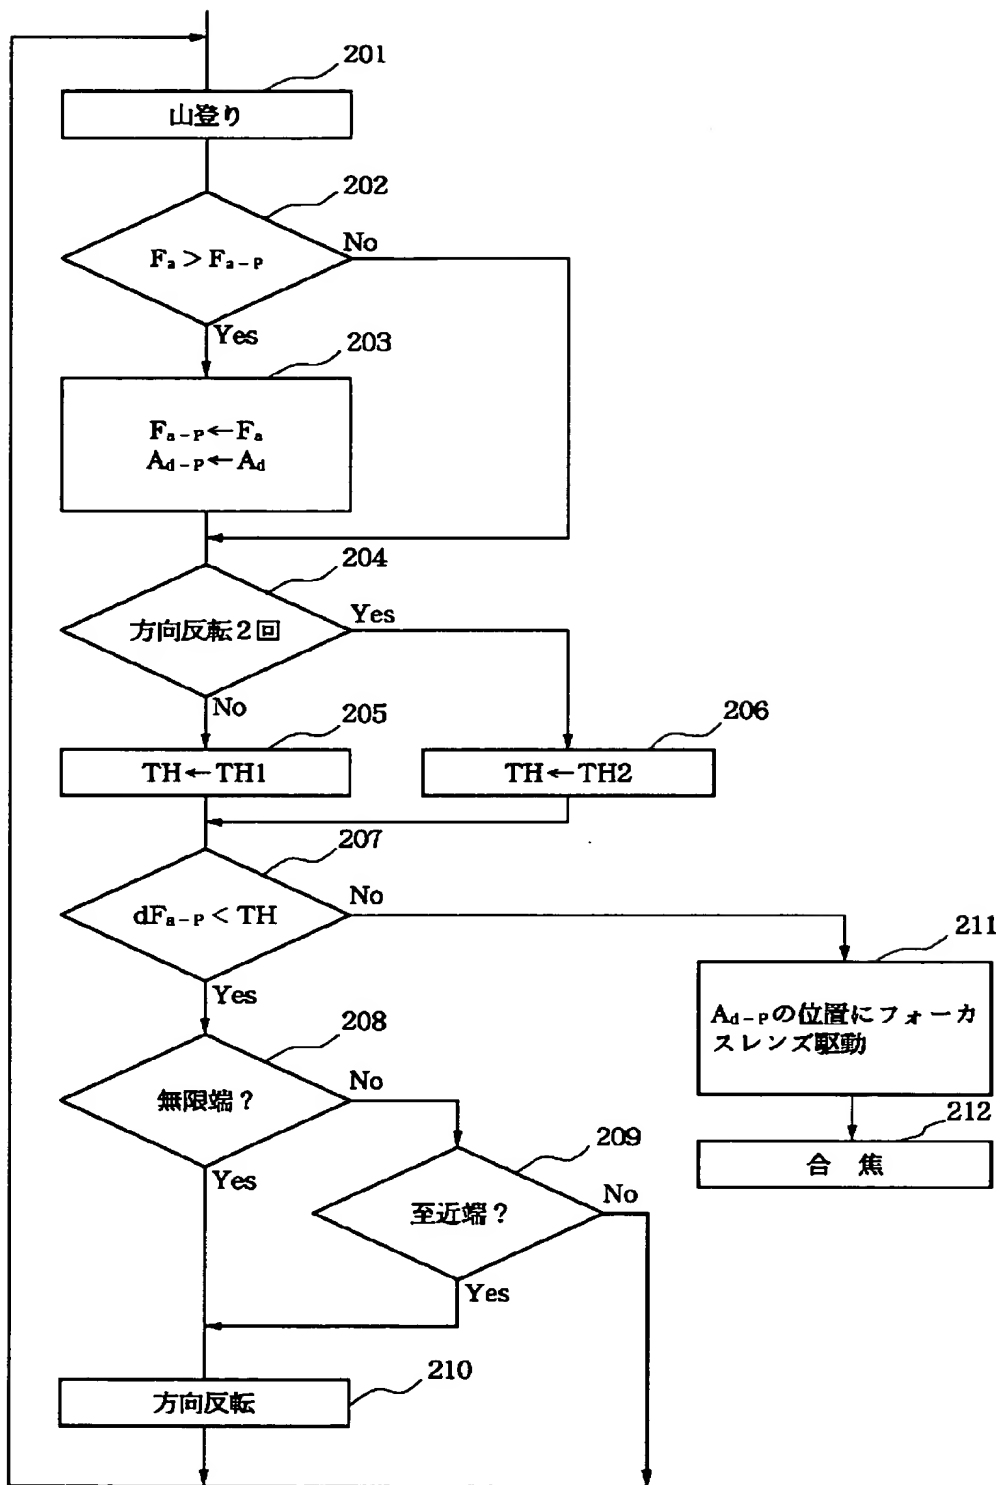 201
山登り
202
Fa > Fa-P
No
Yes
203
Fa-P←Fa
Ad-P←Ad
204
方向反転2回
Yes
No
205
TH←TH1
206
TH←TH2
207
dFa-P < TH
No
Yes
211
Ad-Pの位置にフォーカ
スレンズ駆動
208
無限端?
No
Yes
212
合 焦
209
至近端?
No
Yes
210
方向反転